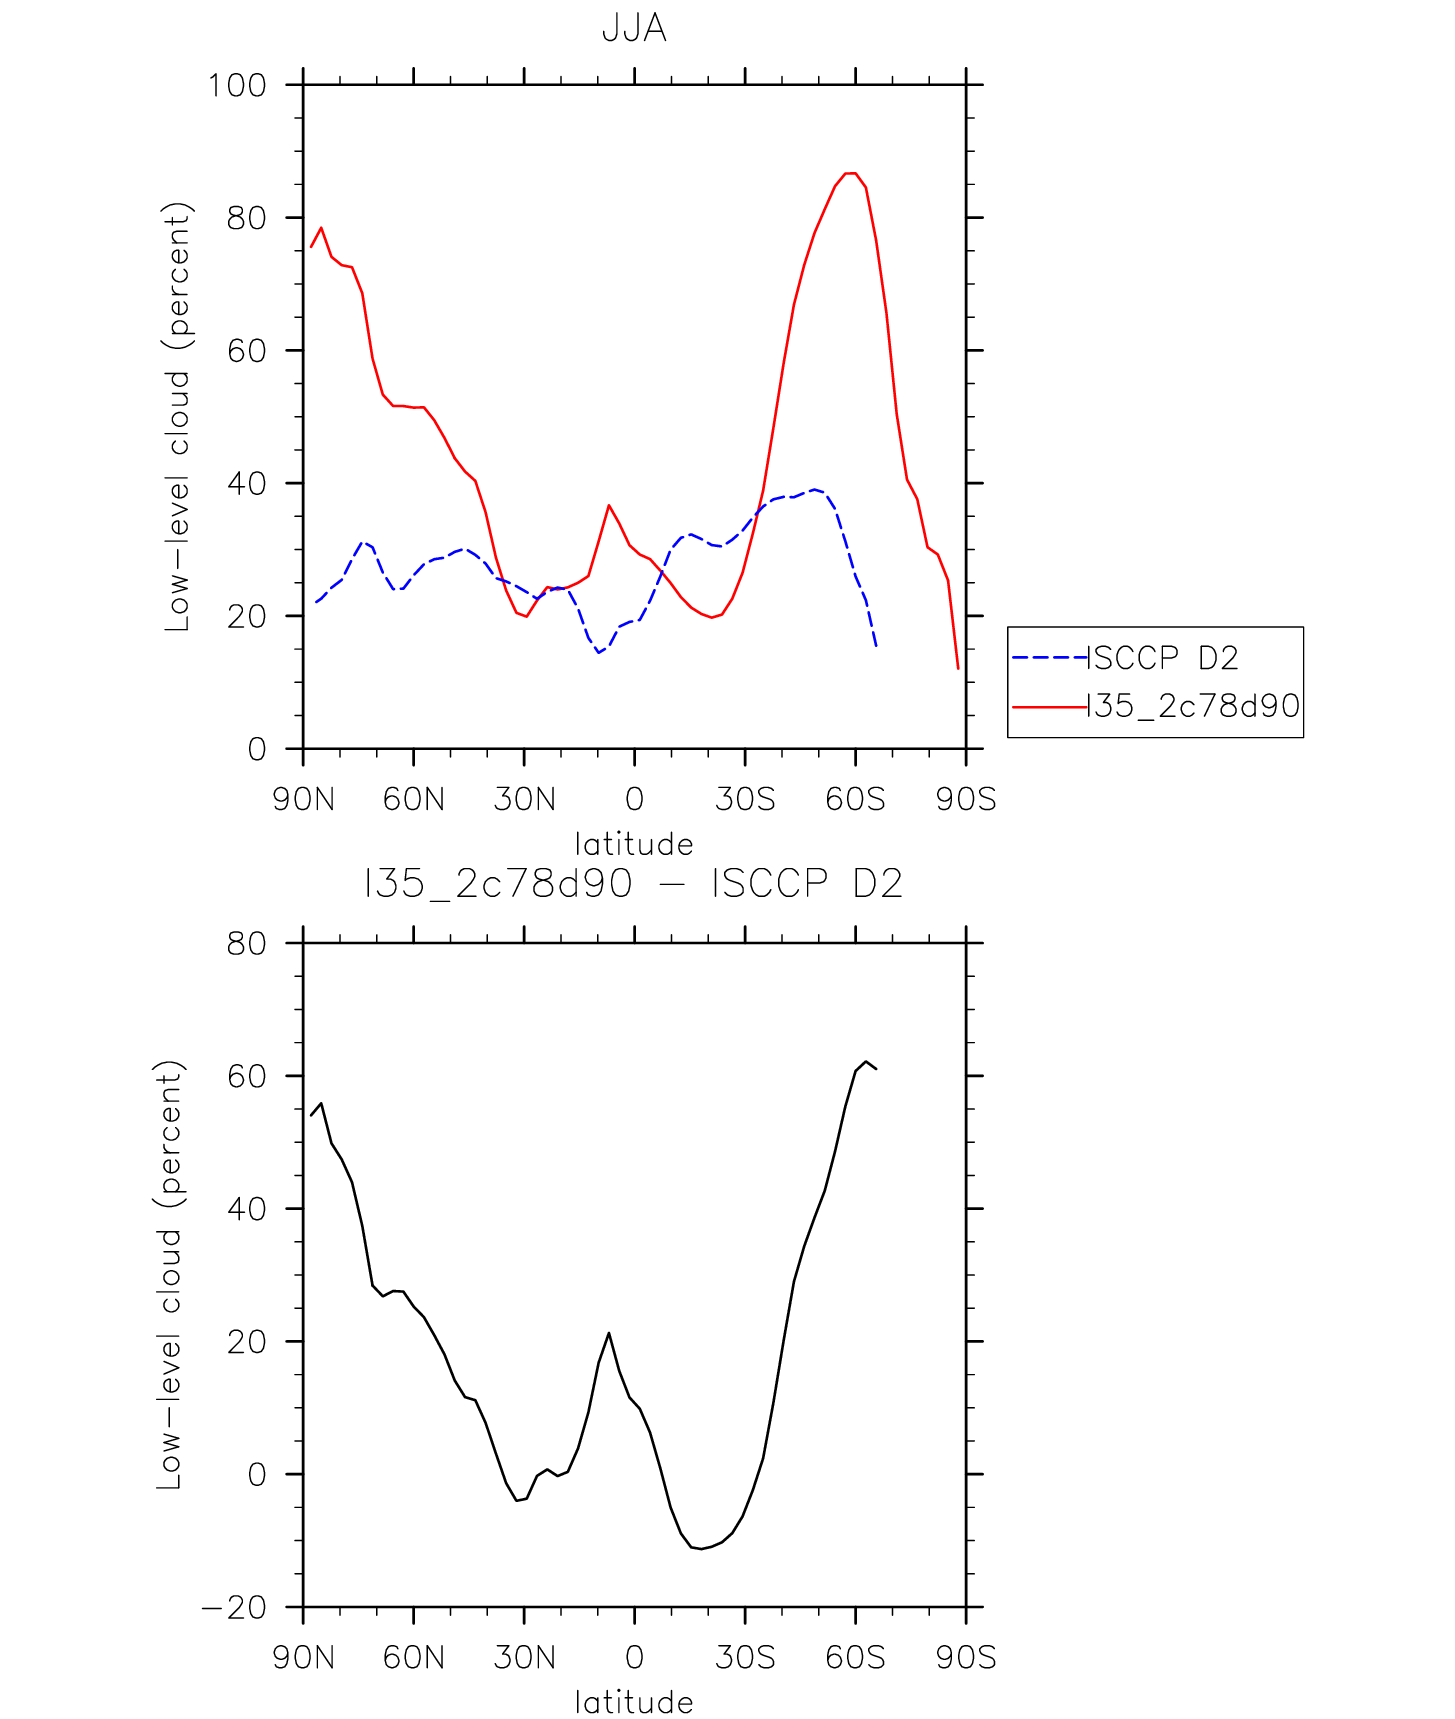 JJA
Low-level cloud (percent)
100
80
60
40
20
0
90N 60N 30N 0 30S 60S 90S
latitude
ISCCP D2
I35_2c78d90
I35_2c78d90 - ISCCP D2
Low-level cloud (percent)
80
60
40
20
0
-20
90N 60N 30N 0 30S 60S 90S
latitude